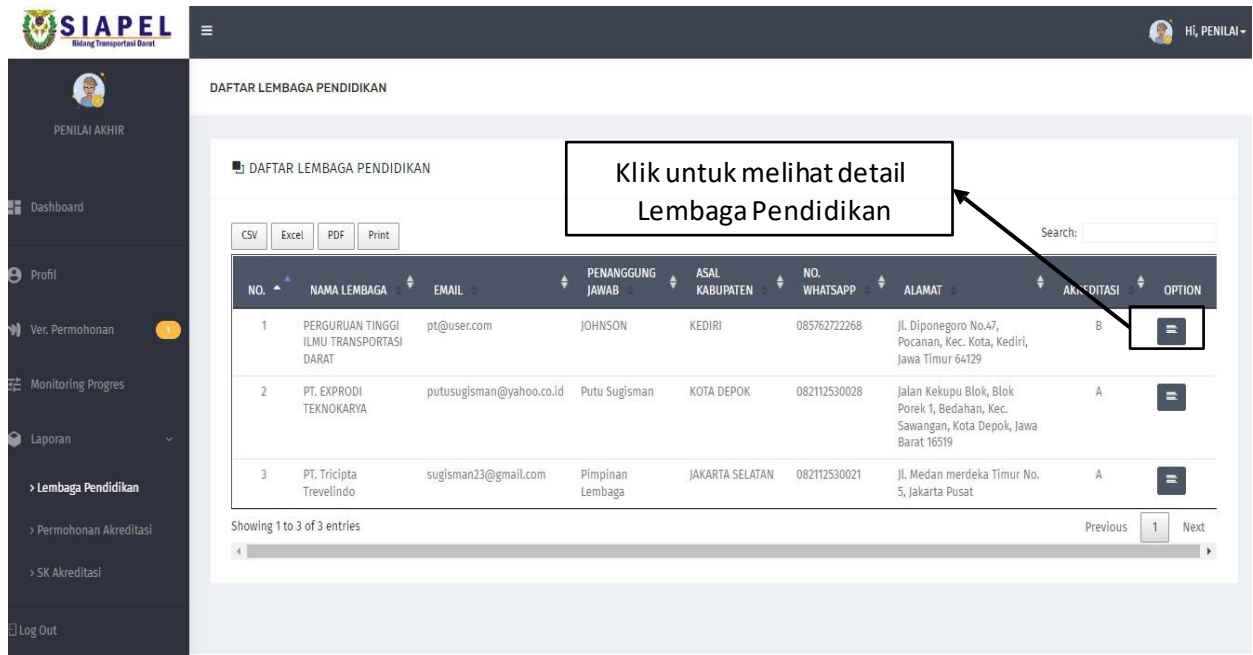 SIAPEL
Bidang Transportasi Darat
Hi, PENILAI
PENILAI AKHIR
Dashboard
Profil
Ver. Permohonan
Monitoring Progres
Laporan
> Lembaga Pendidikan
> Permohonan Akreditasi
> SK Akreditasi
Log Out
DAFTAR LEMBAGA PENDIDIKAN
DAFTAR LEMBAGA PENDIDIKAN
Klik untuk melihat detail
Lembaga Pendidikan
CSV Excel PDF Print
Search:
NO. NAMA LEMBAGA EMAIL PENANGGUNG JAWAB ASAL KABUPATEN NO. WHATSAPP ALAMAT AKREDITASI OPTION
1 PERGURUAN TINGGI pt@user.com JOHNSON KEDIRI 085762722268 Jl. Diponegoro No.47, B
ILMU TRANSPORTASI Pocanan, Kec. Kota, Kediri,
DARAT Jawa Timur 64129
2 PT. EXPRODI putusugisman@yahoo.co.id Putu Sugisman KOTA DEPOK 082112530028 Jalan Kekupu Blok, Blok A
TEKNOKARYA Porek 1, Bedahan, Kec.
Sawangan, Kota Depok, Jawa
Barat 16519
3 PT. Tricipta sugisman23@gmail.com Pimpinan JAKARTA SELATAN 082112530021 Jl. Medan merdeka Timur No. A
Trevelindo Lembaga 5, Jakarta Pusat
Showing 1 to 3 of 3 entries
Previous 1 Next